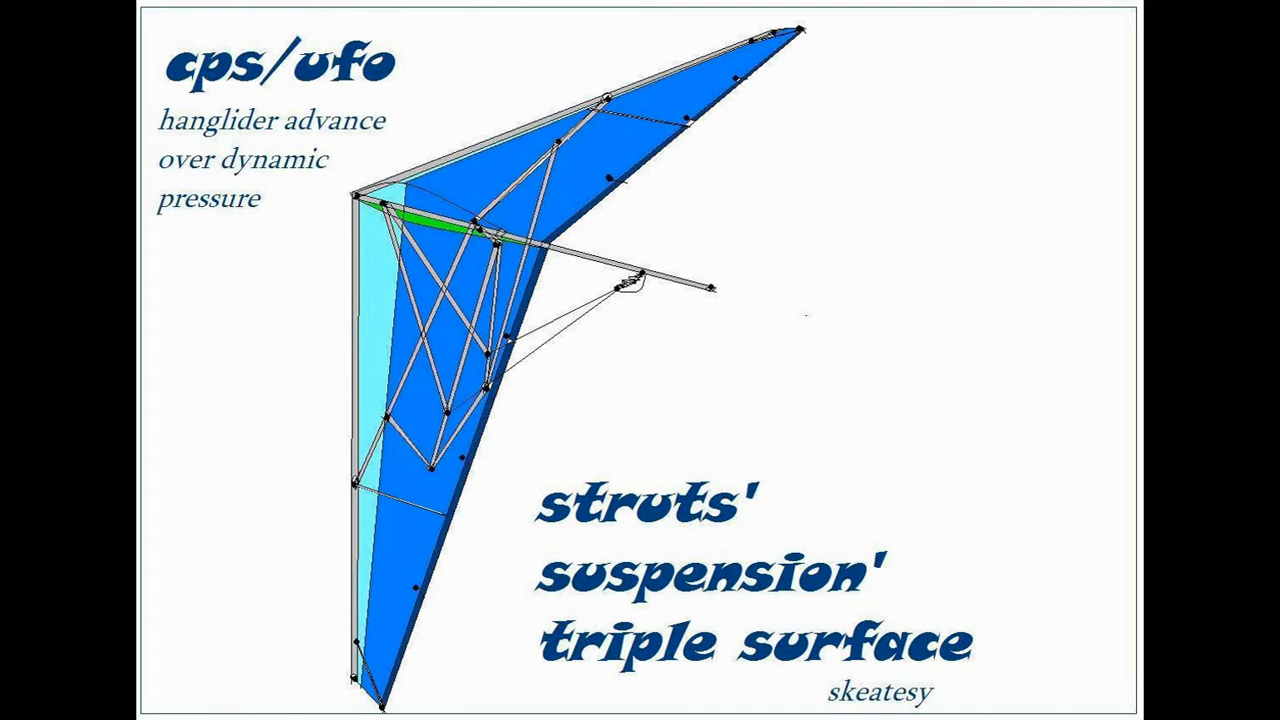 cps/ufo
hanglider advance
over dynamic
pressure
struts'
suspension'
triple surface
skeatesy